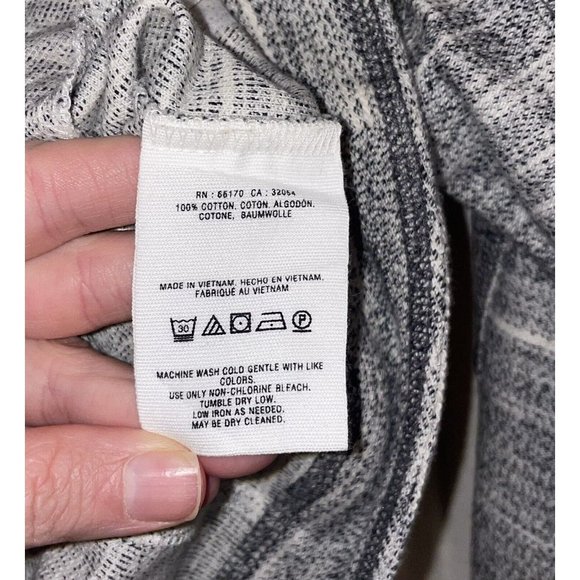 RN : 56170 CA : 32054
100% COTTON. COTON. ALGODÓN.
COTONE, BAUMWOLLE
MADE IN VIETNAM. HECHO EN VIETNAM.
FABRIQUÉ AU VIETNAM
30 P
MACHINE WASH COLD GENTLE WITH LIKE
COLORS.
USE ONLY NON-CHLORINE BLEACH.
TUMBLE DRY LOW.
LOW IRON AS NEEDED.
MAY BE DRY CLEANED.